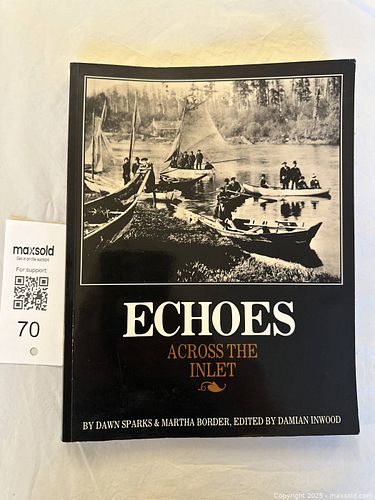 maxsold
Get in on the auction!
For support
70
ECHOES
ACROSS THE
INLET
BY DAWN SPARKS & MARTHA BORDER, EDITED BY DAMIAN INWOOD
Copyright © 2025 - maxsold.com